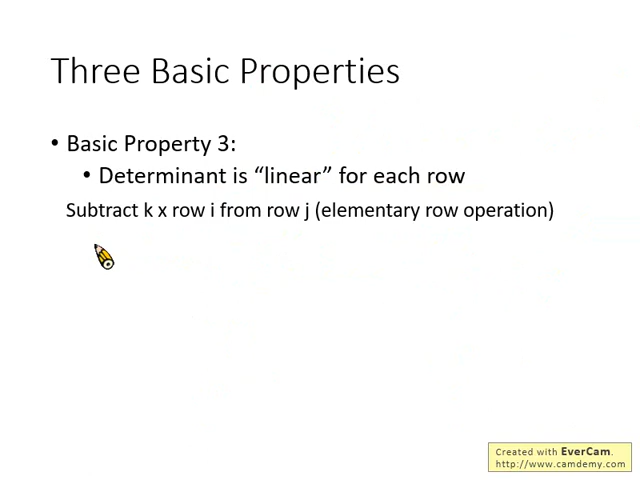 Three Basic Properties
• Basic Property 3:
• Determinant is “linear” for each row
Subtract k x row i from row j (elementary row operation)
Created with EverCam.
http://www.camdemy.com